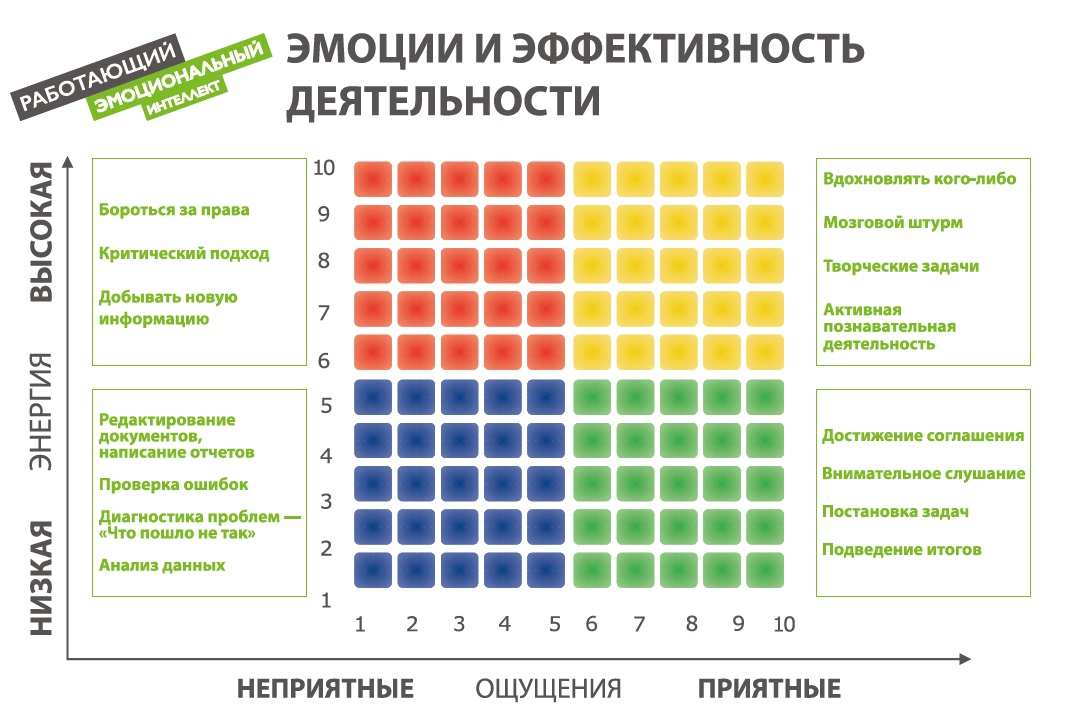 РАБОТАЮЩИЙ
ЭМОЦИОНАЛЬНЫЙ
ИНТЕЛЛЕКТ
ЭМОЦИИ И ЭФФЕКТИВНОСТЬ
ДЕЯТЕЛЬНОСТИ
ВЫСОКАЯ
ЭНЕРГИЯ
НИЗКАЯ
Бороться за права
Критический подход
Добывать новую
информацию
Редактирование
документов,
написание отчетов
Проверка ошибок
Диагностика проблем —
«Что пошло не так»
Анализ данных
10
9
8
7
6
5
4
3
2
1
Вдохновлять кого-либо
Мозговой штурм
Творческие задачи
Активная
познавательная
деятельность
Достижение соглашения
Внимательное слушание
Постановка задач
Подведение итогов
1 2 3 4 5 6 7 8 9 10
НЕПРИЯТНЫЕ ОЩУЩЕНИЯ ПРИЯТНЫЕ